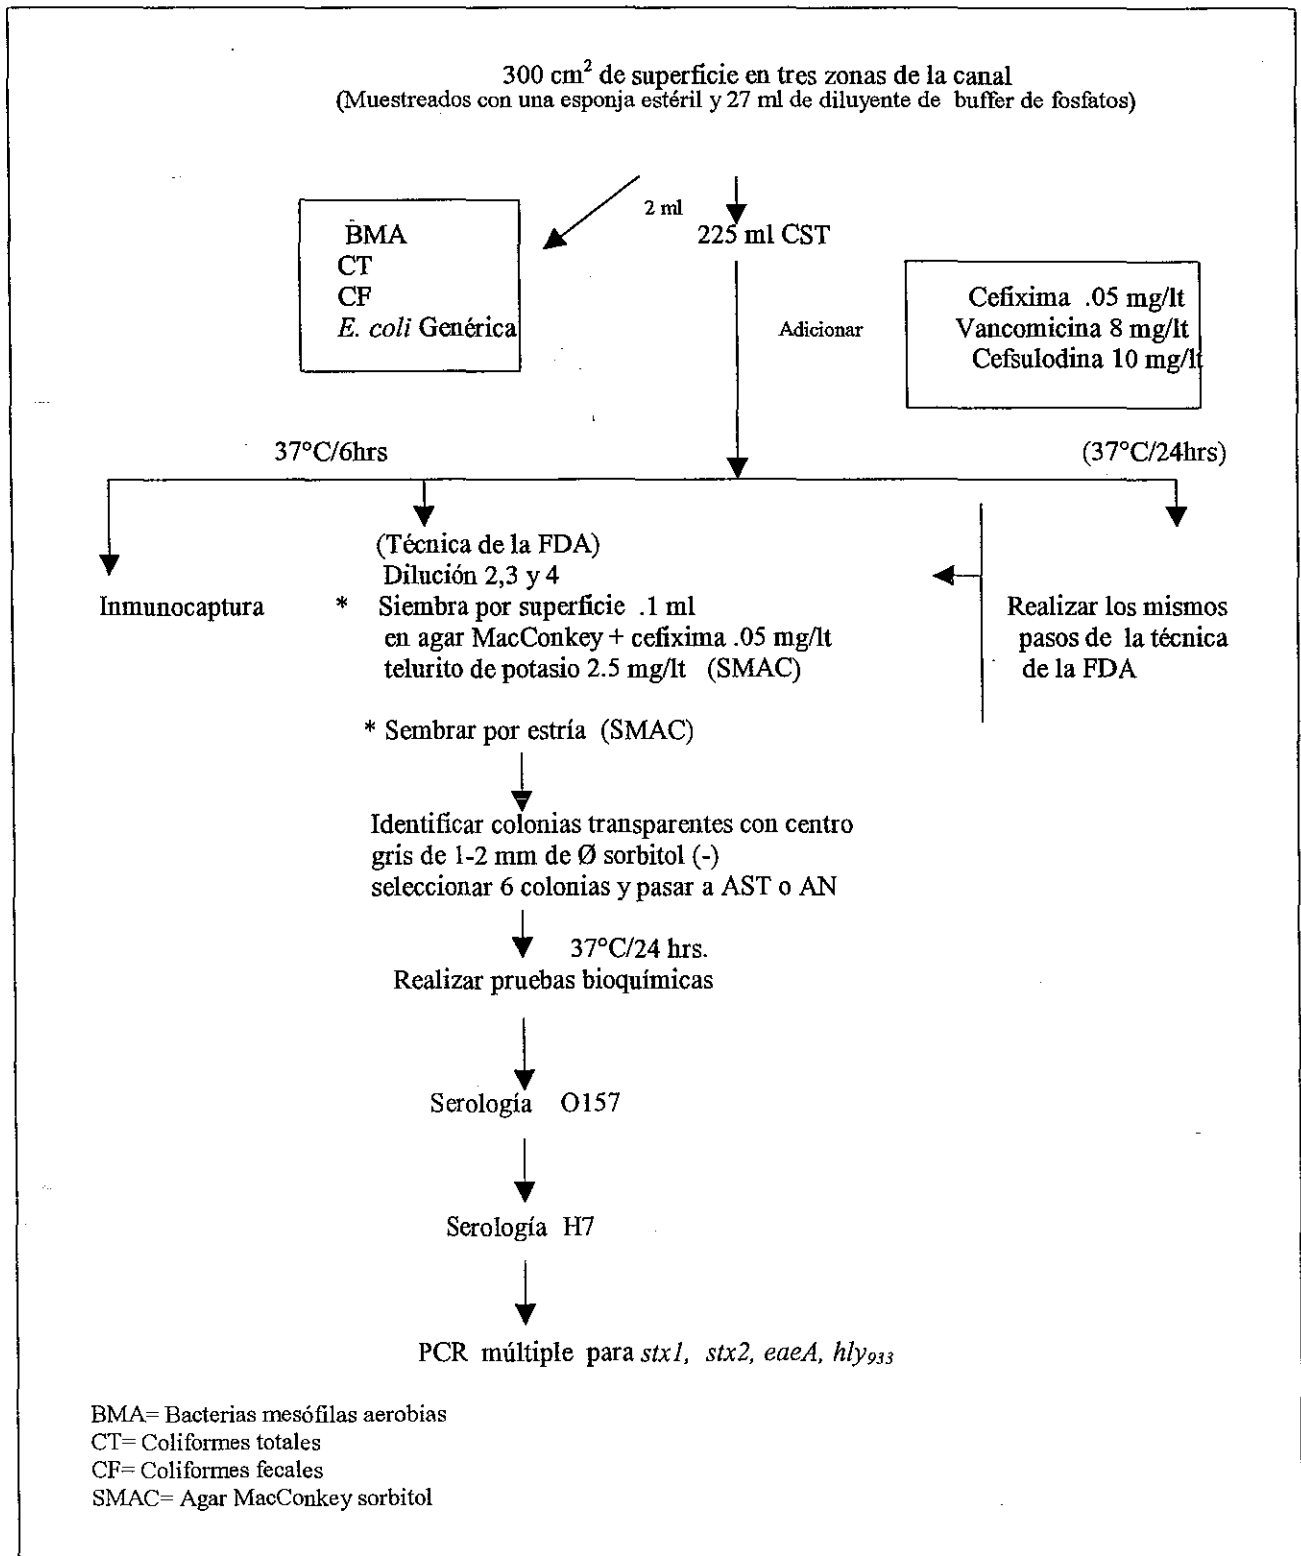 300 cm² de superficie en tres zonas de la canal
(Muestreados con una esponja estéril y 27 ml de diluyente de buffer de fosfatos)
2 ml
225 ml CST
BMA
CT
CF
E. coli Genérica
Adicionar
Cefixima .05 mg/lt
Vancomicina 8 mg/lt
Cefsulodina 10 mg/lt
37°C/6hrs
(37°C/24hrs)
Inmunocaptura
(Técnica de la FDA)
Dilución 2,3 y 4
* Siembra por superficie .1 ml
en agar MacConkey + cefixima .05 mg/lt
telurito de potasio 2.5 mg/lt (SMAC)
* Sembrar por estría (SMAC)
Realizar los mismos
pasos de la técnica
de la FDA
Identificar colonias transparentes con centro
gris de 1-2 mm de Ø sorbitol (-)
seleccionar 6 colonias y pasar a AST o AN
37°C/24 hrs.
Realizar pruebas bioquímicas
Serología O157
Serología H7
PCR múltiple para stx1, stx2, eaeA, hly933
BMA= Bacterias mesófilas aerobias
CT= Coliformes totales
CF= Coliformes fecales
SMAC= Agar MacConkey sorbitol